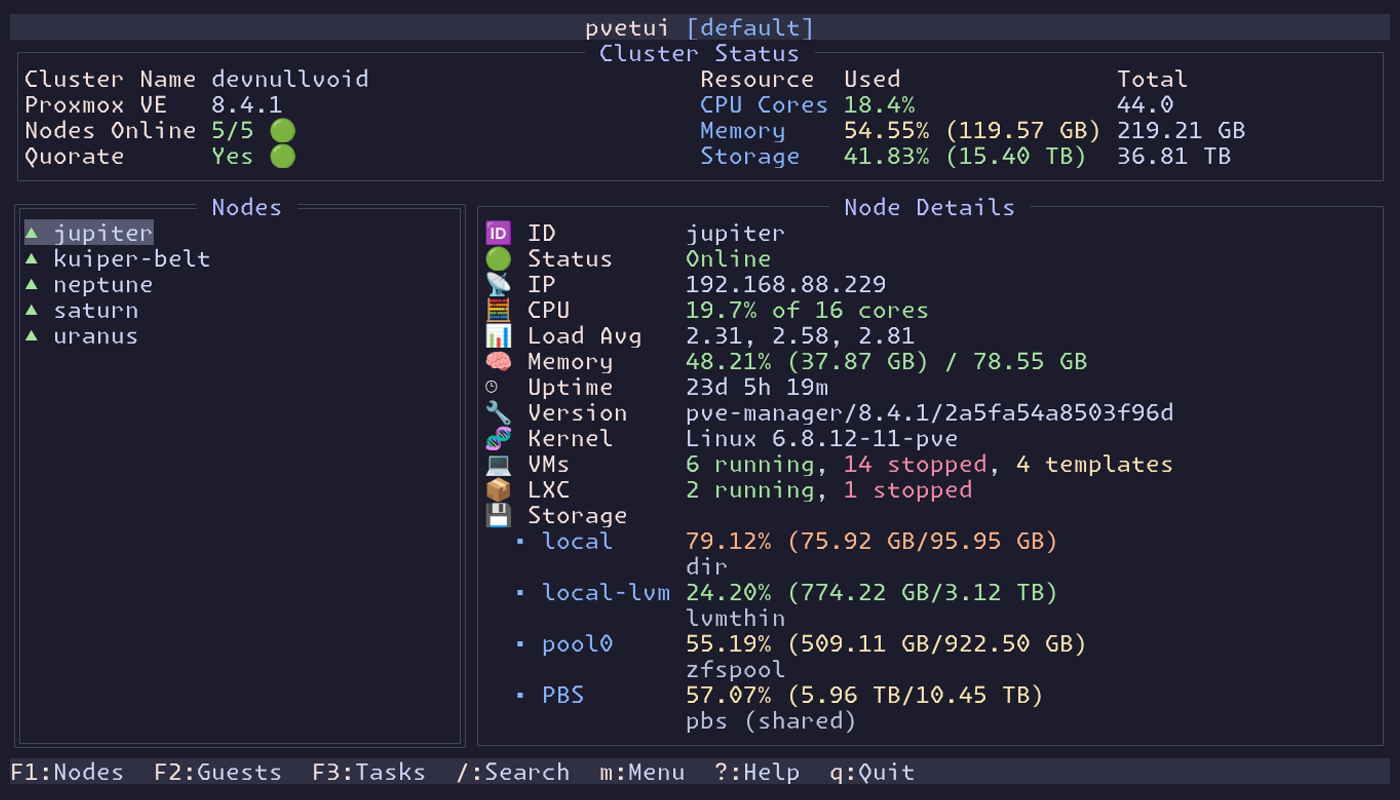 pvetui [default]
Cluster Status
Cluster Name devnullvoid
Proxmox VE 8.4.1
Nodes Online 5/5
Quorate Yes
Resource Used Total
CPU Cores 18.4% 44.0
Memory 54.55% (119.57 GB) 219.21 GB
Storage 41.83% (15.40 TB) 36.81 TB
Nodes
jupiter
kuiper-belt
neptune
saturn
uranus
Node Details
ID jupiter
Status Online
IP 192.168.88.229
CPU 19.7% of 16 cores
Load Avg 2.31, 2.58, 2.81
Memory 48.21% (37.87 GB) / 78.55 GB
Uptime 23d 5h 19m
Version pve-manager/8.4.1/2a5fa54a8503f96d
Kernel Linux 6.8.12-11-pve
VMs 6 running, 14 stopped, 4 templates
LXC 2 running, 1 stopped
Storage
▪ local 79.12% (75.92 GB/95.95 GB)
dir
▪ local-lvm 24.20% (774.22 GB/3.12 TB)
lvmthin
▪ pool0 55.19% (509.11 GB/922.50 GB)
zfspool
▪ PBS 57.07% (5.96 TB/10.45 TB)
pbs (shared)
F1:Nodes F2:Guests F3:Tasks /:Search m:Menu ?:Help q:Quit